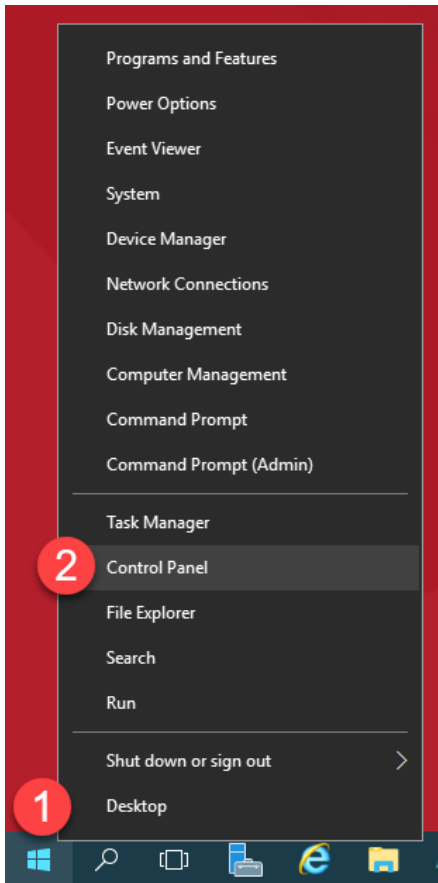 Programs and Features
Power Options
Event Viewer
System
Device Manager
Network Connections
Disk Management
Computer Management
Command Prompt
Command Prompt (Admin)
Task Manager
2 Control Panel
File Explorer
Search
Run
Shut down or sign out
1 Desktop